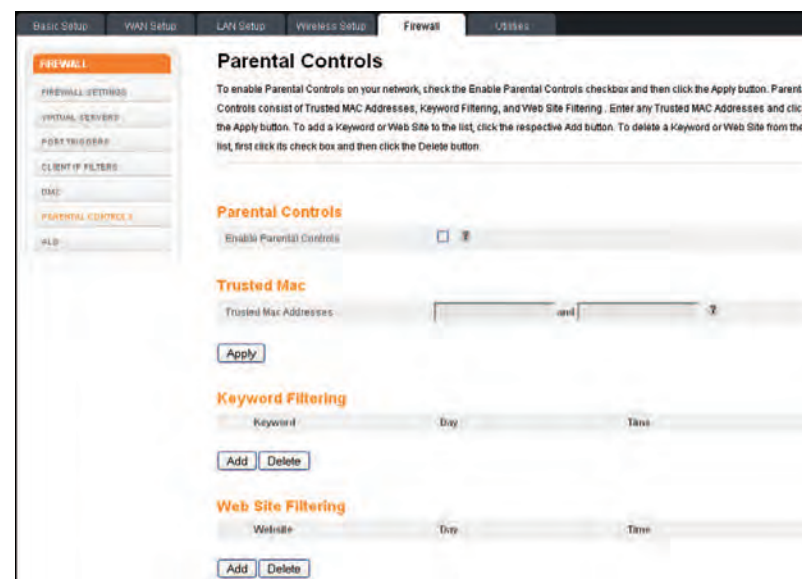 Basic Setup WAN Setup LAN Setup Wireless Setup Firewall Utilities
FIREWALL
FIREWALL SETTINGS
VIRTUAL SERVERS
PORT TRIGGERS
CLIENT IP FILTERS
DMZ
PARENTAL CONTROLS
ALG
Parental Controls
To enable Parental Controls on your network, check the Enable Parental Controls checkbox and then click the Apply button. Parent
Controls consist of Trusted MAC Addresses, Keyword Filtering, and Web Site Filtering . Enter any Trusted MAC Addresses and clic
the Apply button. To add a Keyword or Web Site to the list, click the respective Add button. To delete a Keyword or Web Site from the
list, first click its check box and then click the Delete button.
Parental Controls
Enable Parental Controls ?
Trusted Mac
Trusted Mac Addresses and ?
Apply
Keyword Filtering
Keyword Day Time
Add Delete
Web Site Filtering
Website Day Time
Add Delete